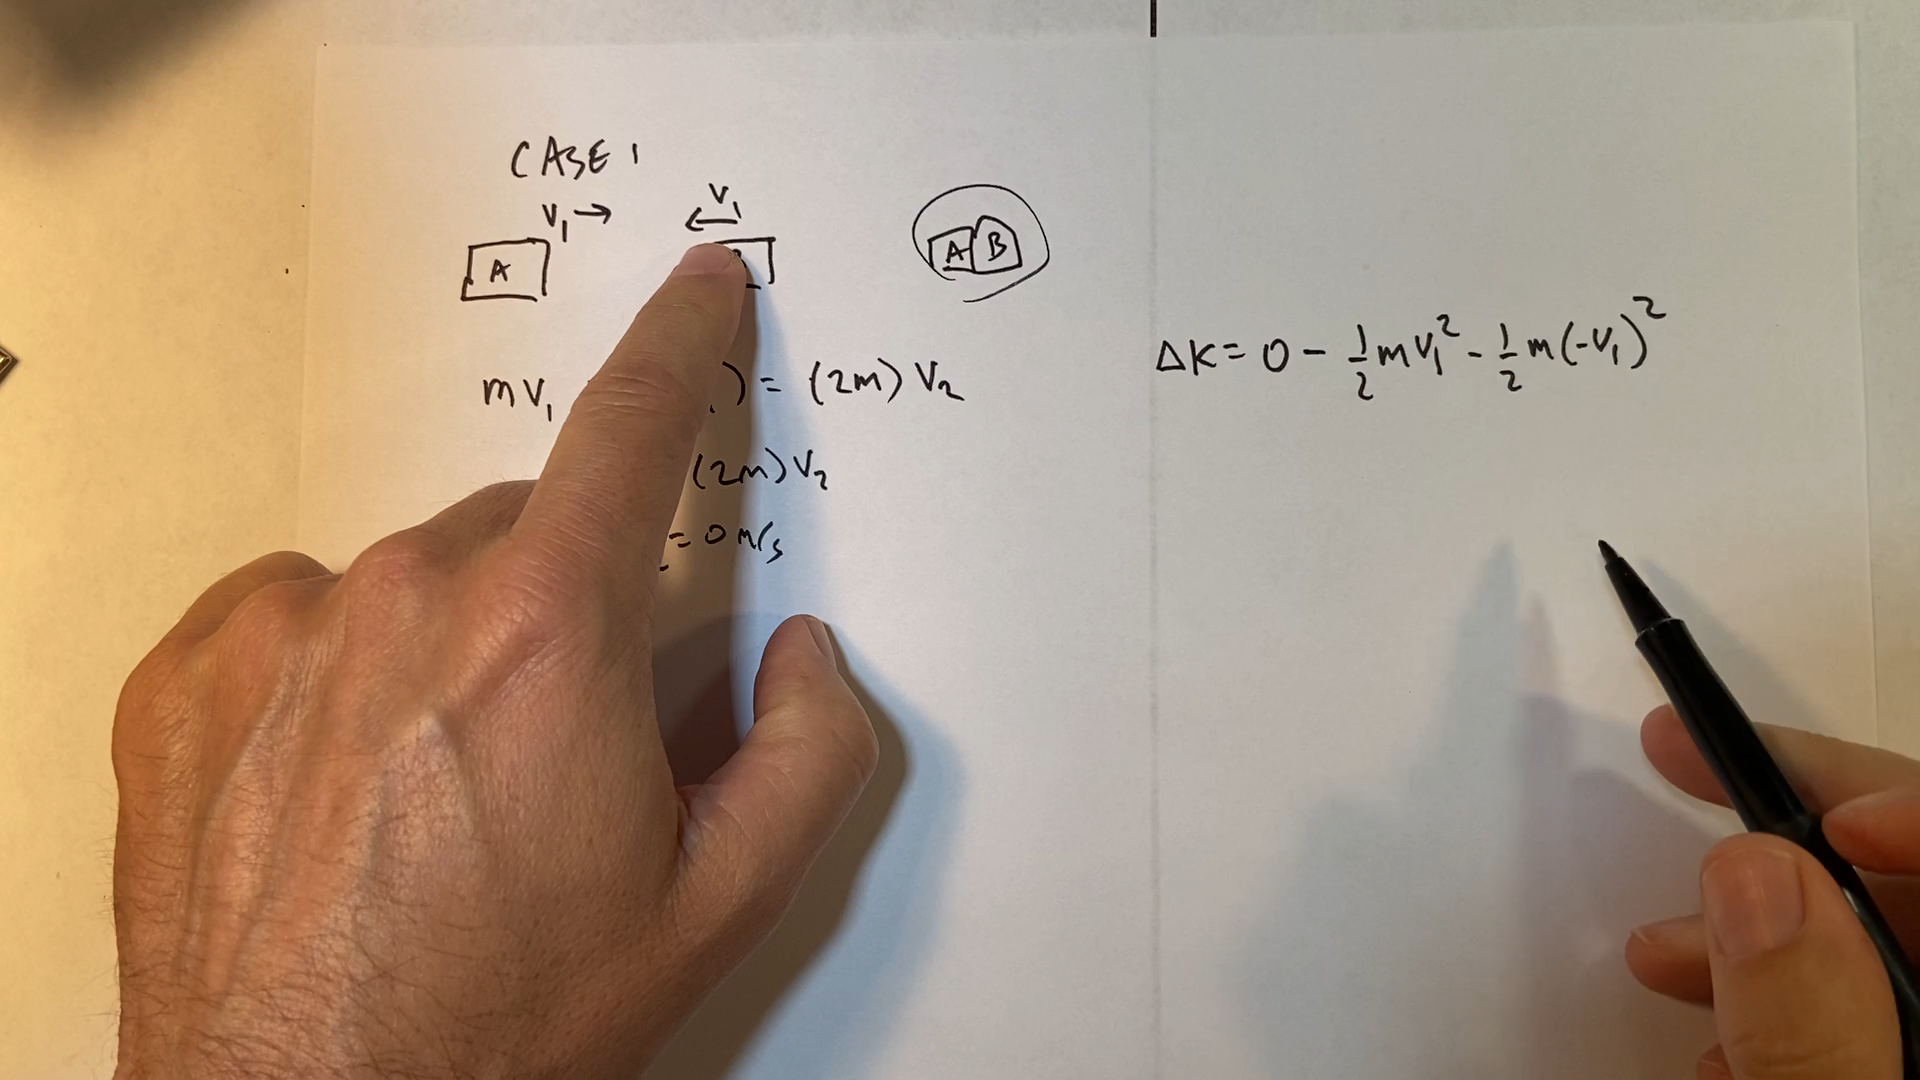 CASE 1
V₁→ V₁ ←
A A B
mV₁ ) = (2m) V₂
(2m) V₂
= 0 m/s
ΔK = 0 - ½mV₁² - ½m(-V₁)²